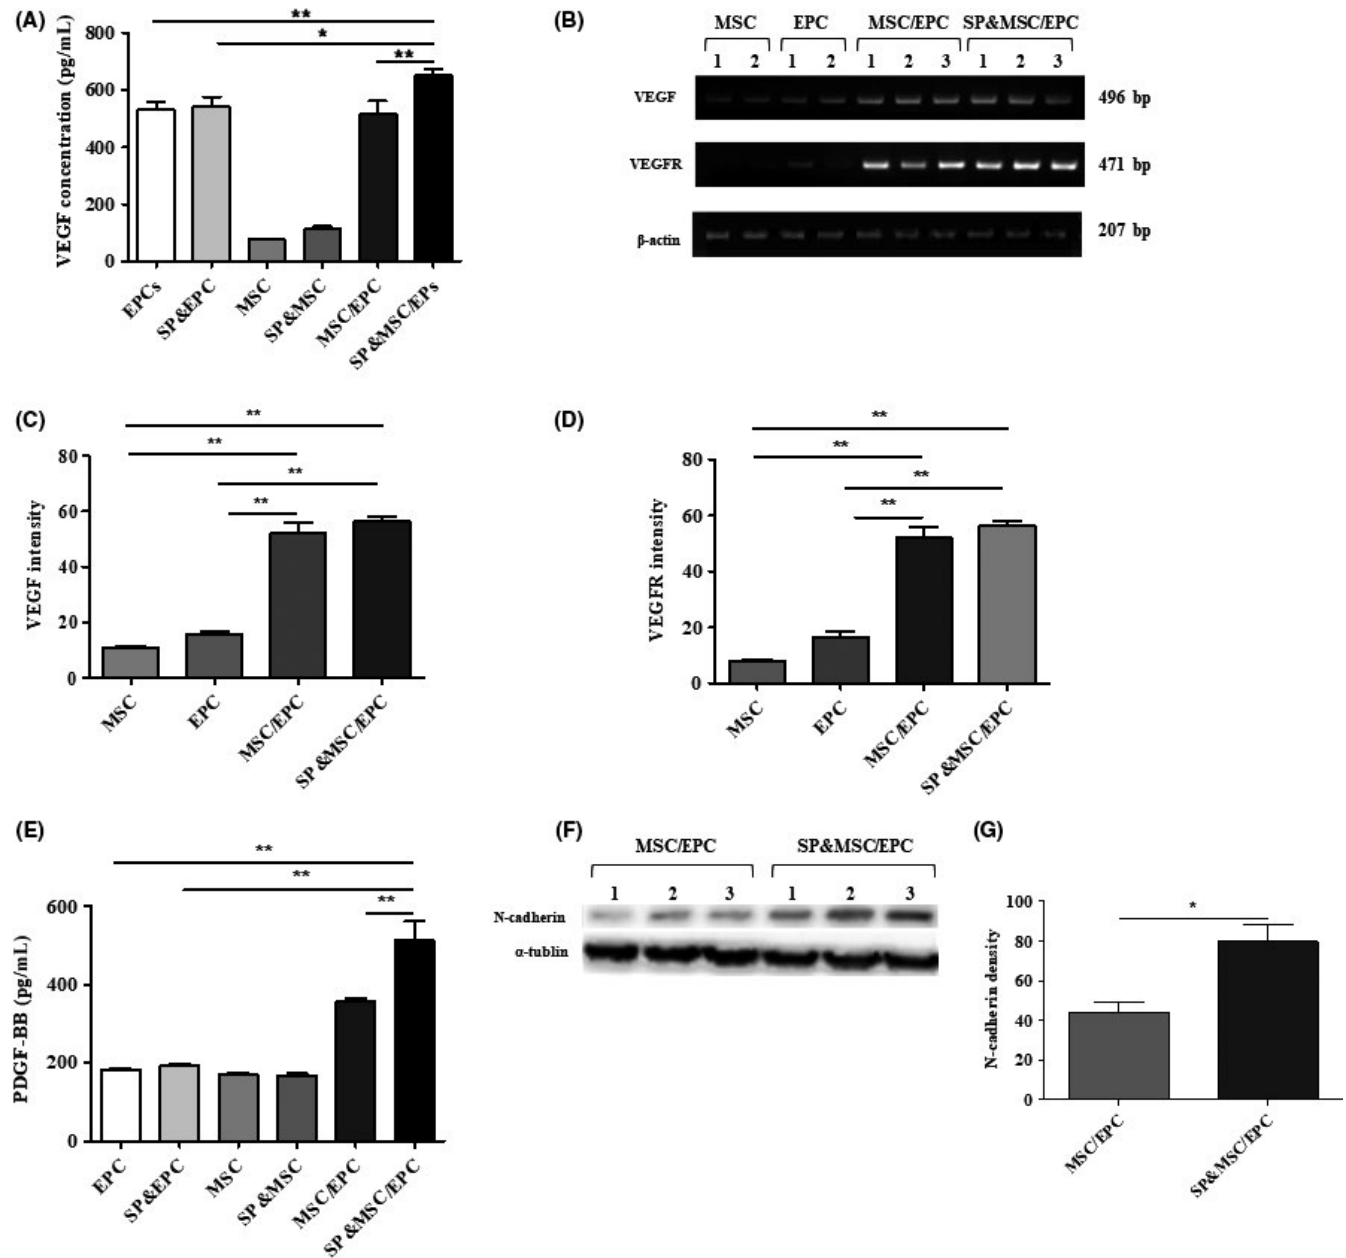 (A)
**
*
**
VEGF concentration (pg/mL)
800
600
400
200
0
EPCs
SP&EPC
MSC
SP&MSC
MSC/EPC
SP&MSC/EPs
(B)
MSC EPC MSC/EPC SP&MSC/EPC
1 2 1 2 1 2 3 1 2 3
VEGF 496 bp
VEGFR 471 bp
β-actin 207 bp
(C)
**
**
**
**
VEGF intensity
80
60
40
20
0
MSC
EPC
MSC/EPC
SP&MSC/EPC
(D)
**
**
**
**
VEGFR intensity
80
60
40
20
0
MSC
EPC
MSC/EPC
SP&MSC/EPC
(E)
**
**
**
PDGF-BB (pg/mL)
600
400
200
0
EPC
SP&EPC
MSC
SP&MSC
MSC/EPC
SP&MSC/EPC
(F)
MSC/EPC SP&MSC/EPC
1 2 3 1 2 3
N-cadherin
α-tublin
(G)
*
N-cadherin density
100
80
60
40
20
0
MSC/EPC
SP&MSC/EPC